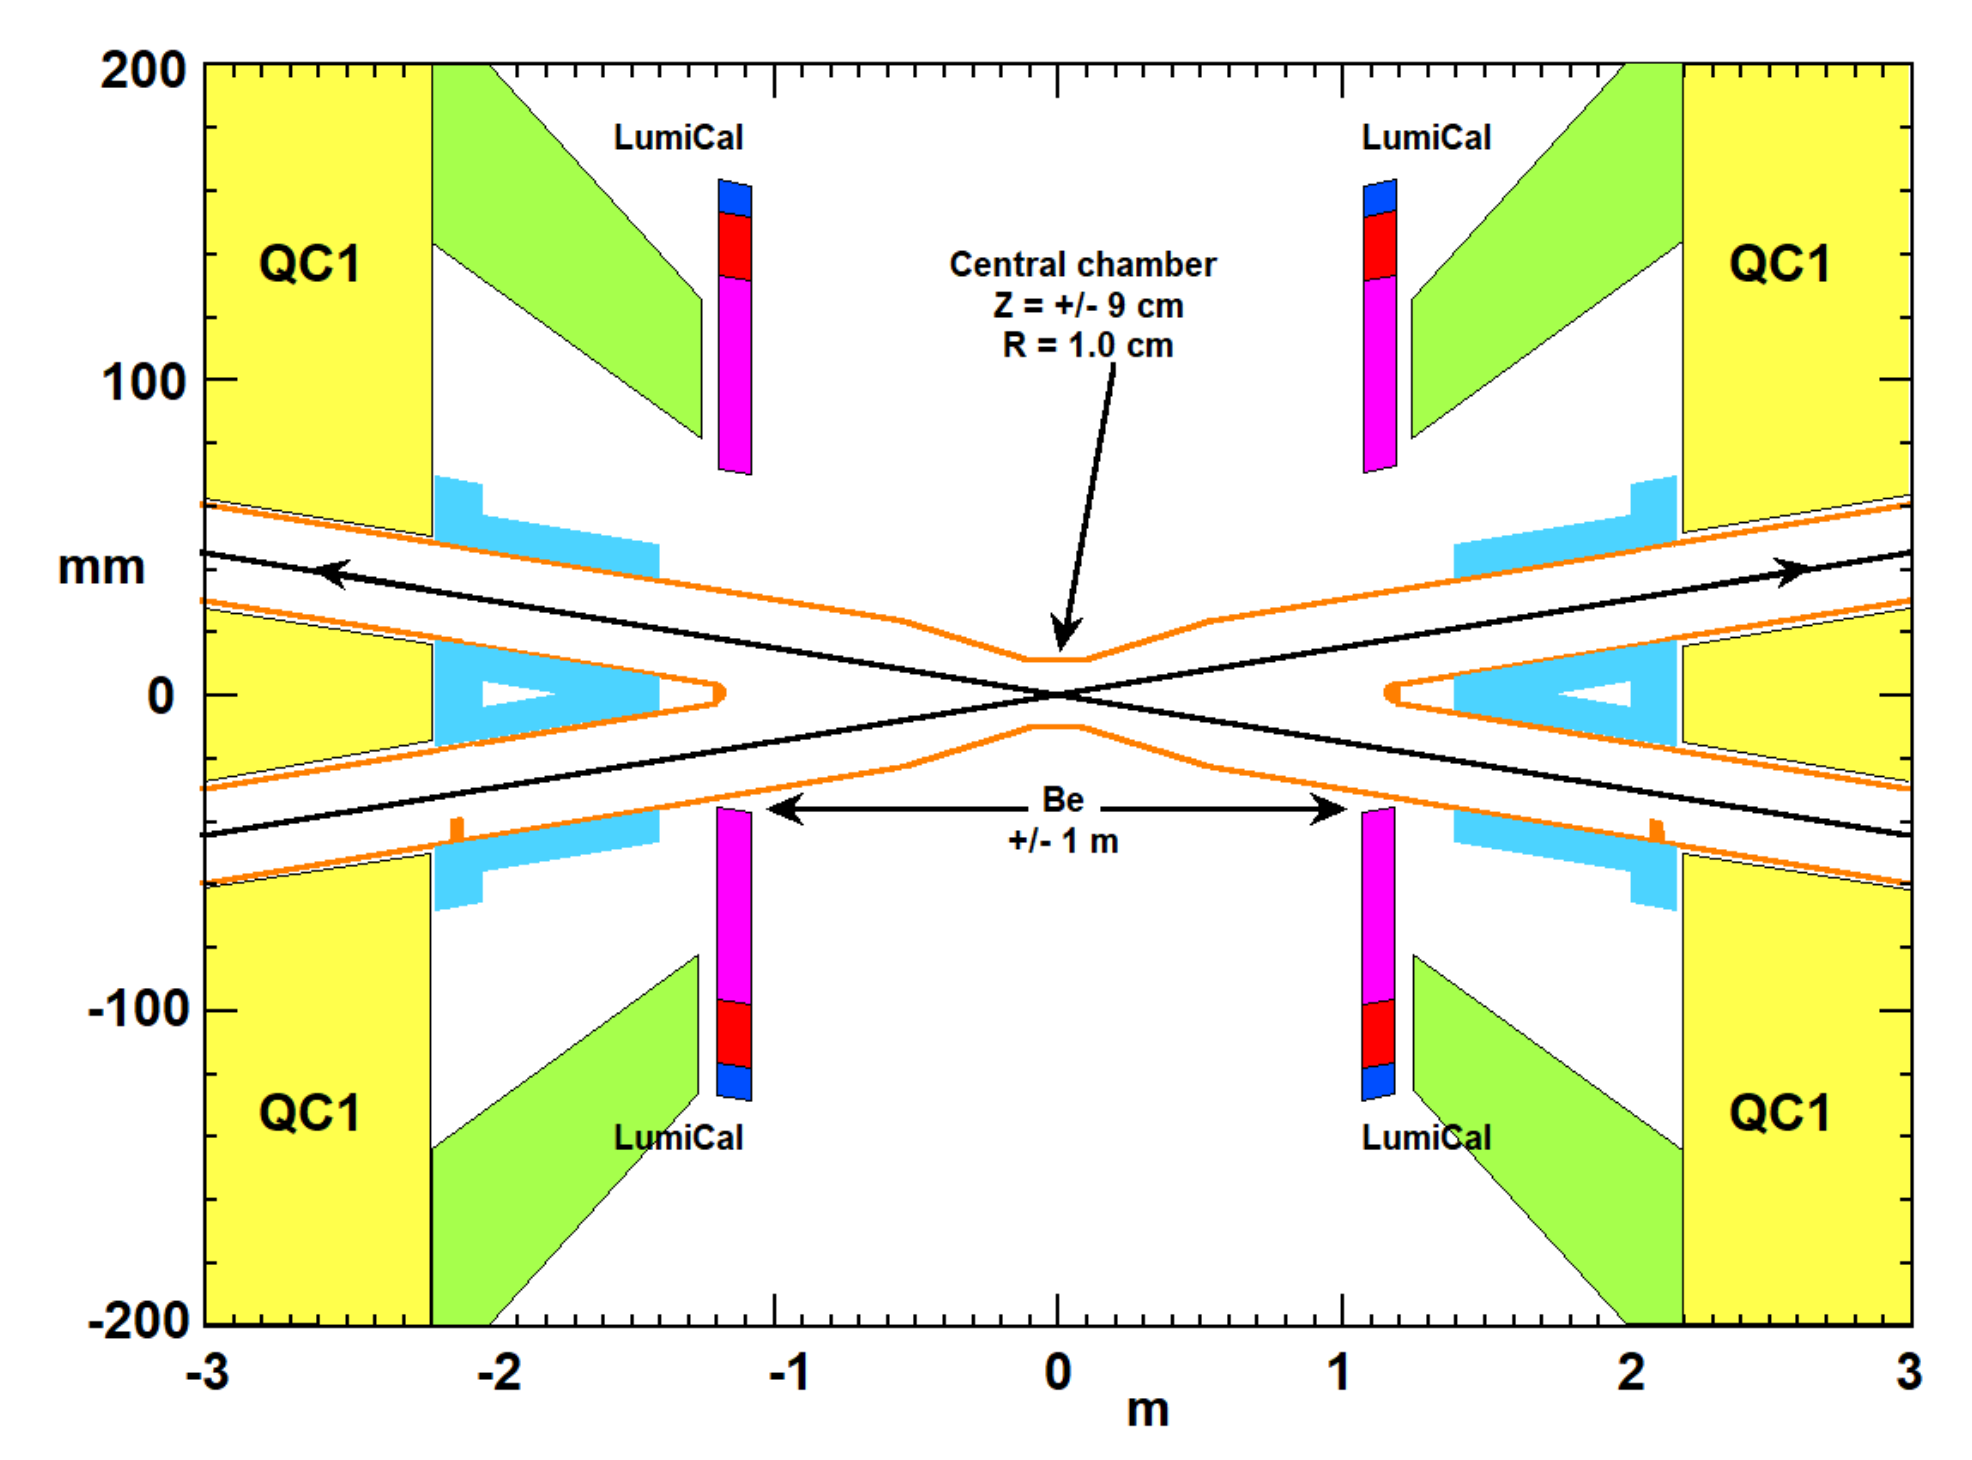 200
LumiCal
LumiCal
QC1
Central chamber
Z = +/- 9 cm
R = 1.0 cm
QC1
100
mm
0
Be
+/- 1 m
-100
QC1
LumiCal
LumiCal
QC1
-200
-3
-2
-1
0
1
2
3
m